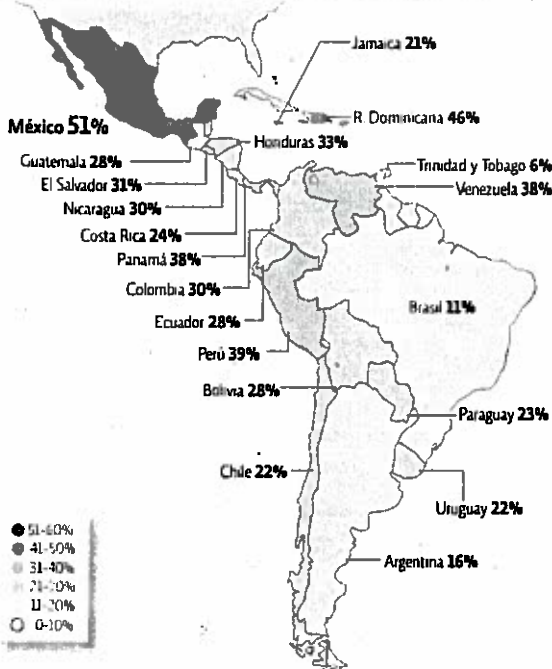 Jamaica 21%
México 51%
R. Dominicana 46%
Honduras 33%
Guatemala 28%
Trinidad y Tobago 6%
El Salvador 31%
Venezuela 38%
Nicaragua 30%
Costa Rica 24%
Panamá 38%
Colombia 30%
Brasil 11%
Ecuador 28%
Perú 39%
Bolivia 28%
Paraguay 23%
Chile 22%
Uruguay 22%
Argentina 16%
51-60%
41-50%
31-40%
0-10%